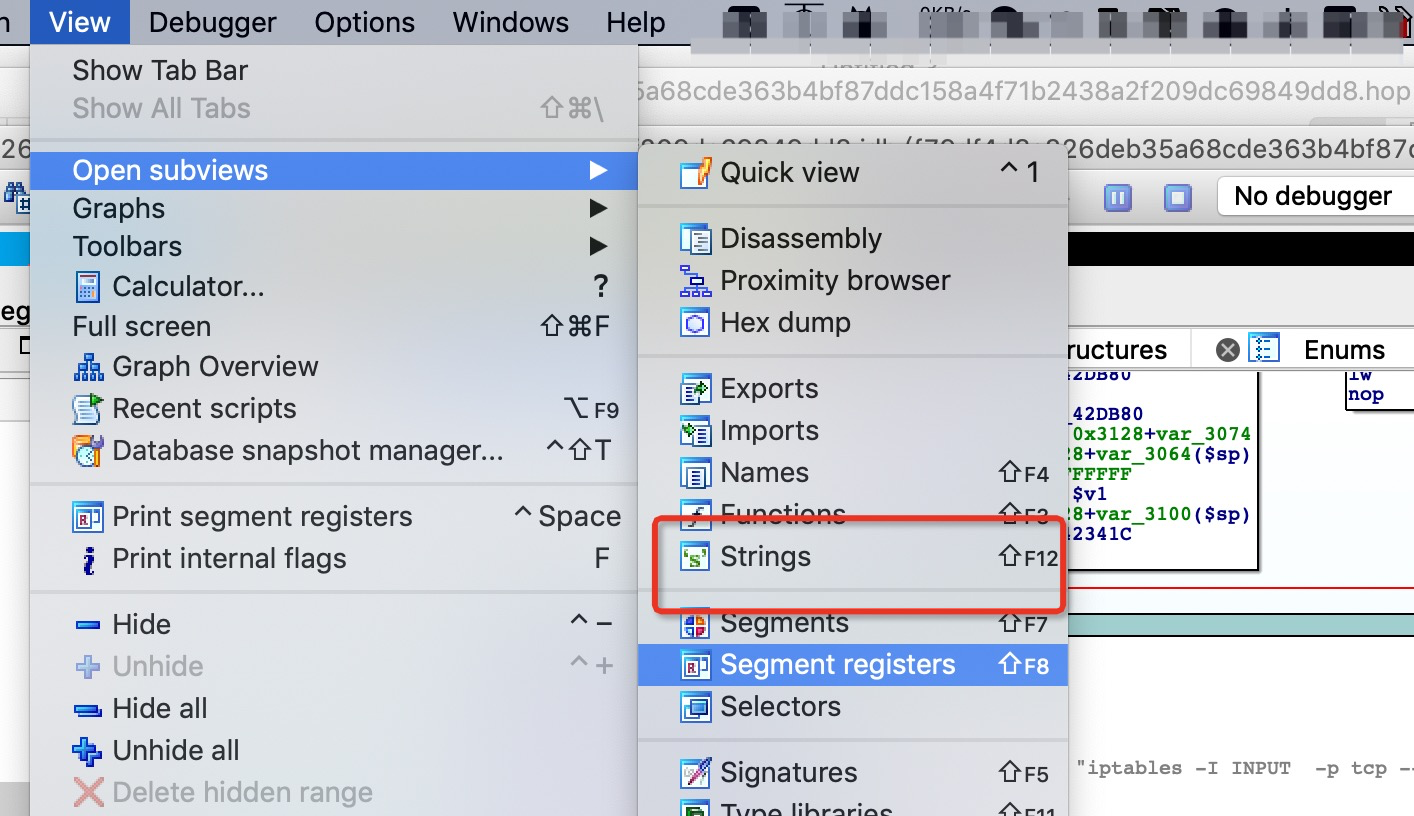 View Debugger Options Windows Help
Show Tab Bar
Show All Tabs ⇧⌘\
5a68cde363b4bf87ddc158a4f71b2438a2f209dc69849dd8.hop
26
Open subviews ▶
Graphs ▶
Toolbars ▶
Calculator... ?
Full screen ⇧⌘F
Graph Overview
Recent scripts ⌥F9
Database snapshot manager... ^⇧T
Print segment registers ^Space
Print internal flags F
Hide ^−
Unhide ^+
Hide all
Unhide all
Delete hidden range
Quick view ^1
Disassembly
Proximity browser
Hex dump
Exports
Imports
Names ⇧F4
Functions ⇧F3
Strings ⇧F12
Segments ⇧F7
Segment registers ⇧F8
Selectors
Signatures ⇧F5
Type libraries ⇧F11
26deb35a68cde363b4bf87
No debugger
eg
ructures
Enums
42DB80
lw
nop
_42DB80
0x3128+var_3074
28+var_3064($sp)
FFFFFF
$v1
28+var_3100($sp)
42341C
"iptables -I INPUT -p tcp -